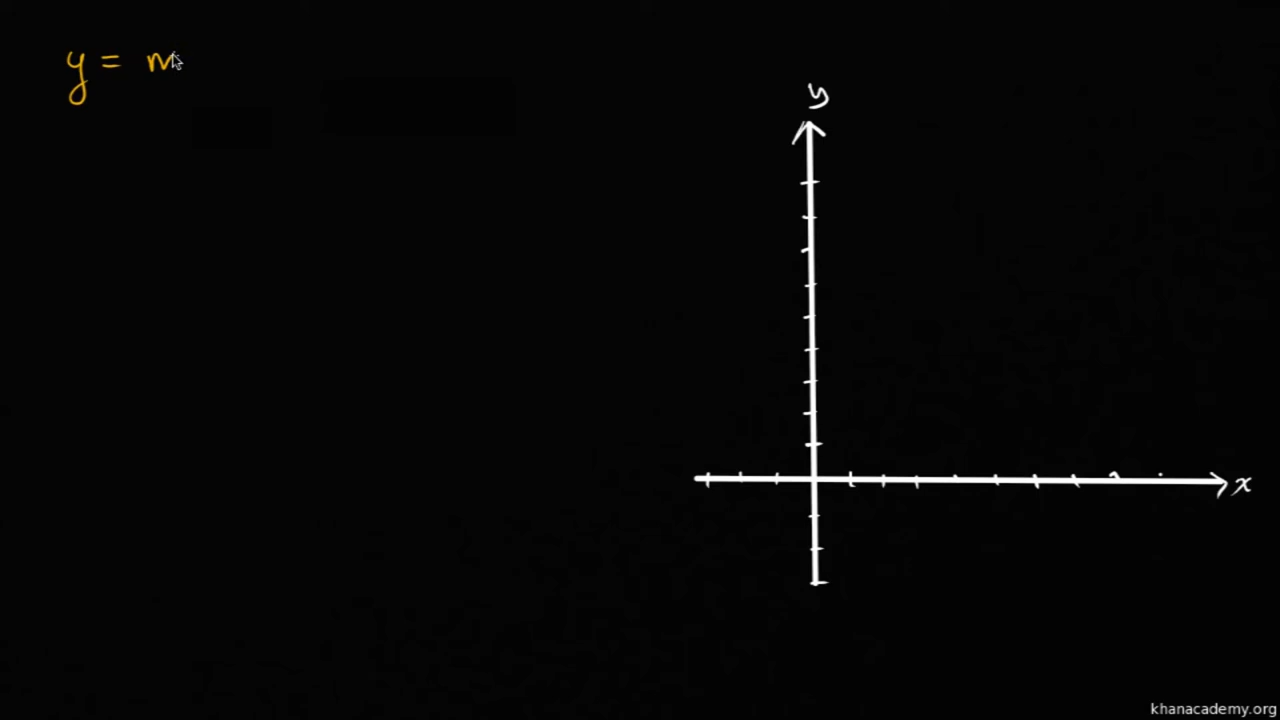 y = m
y
x
khanacademy.org